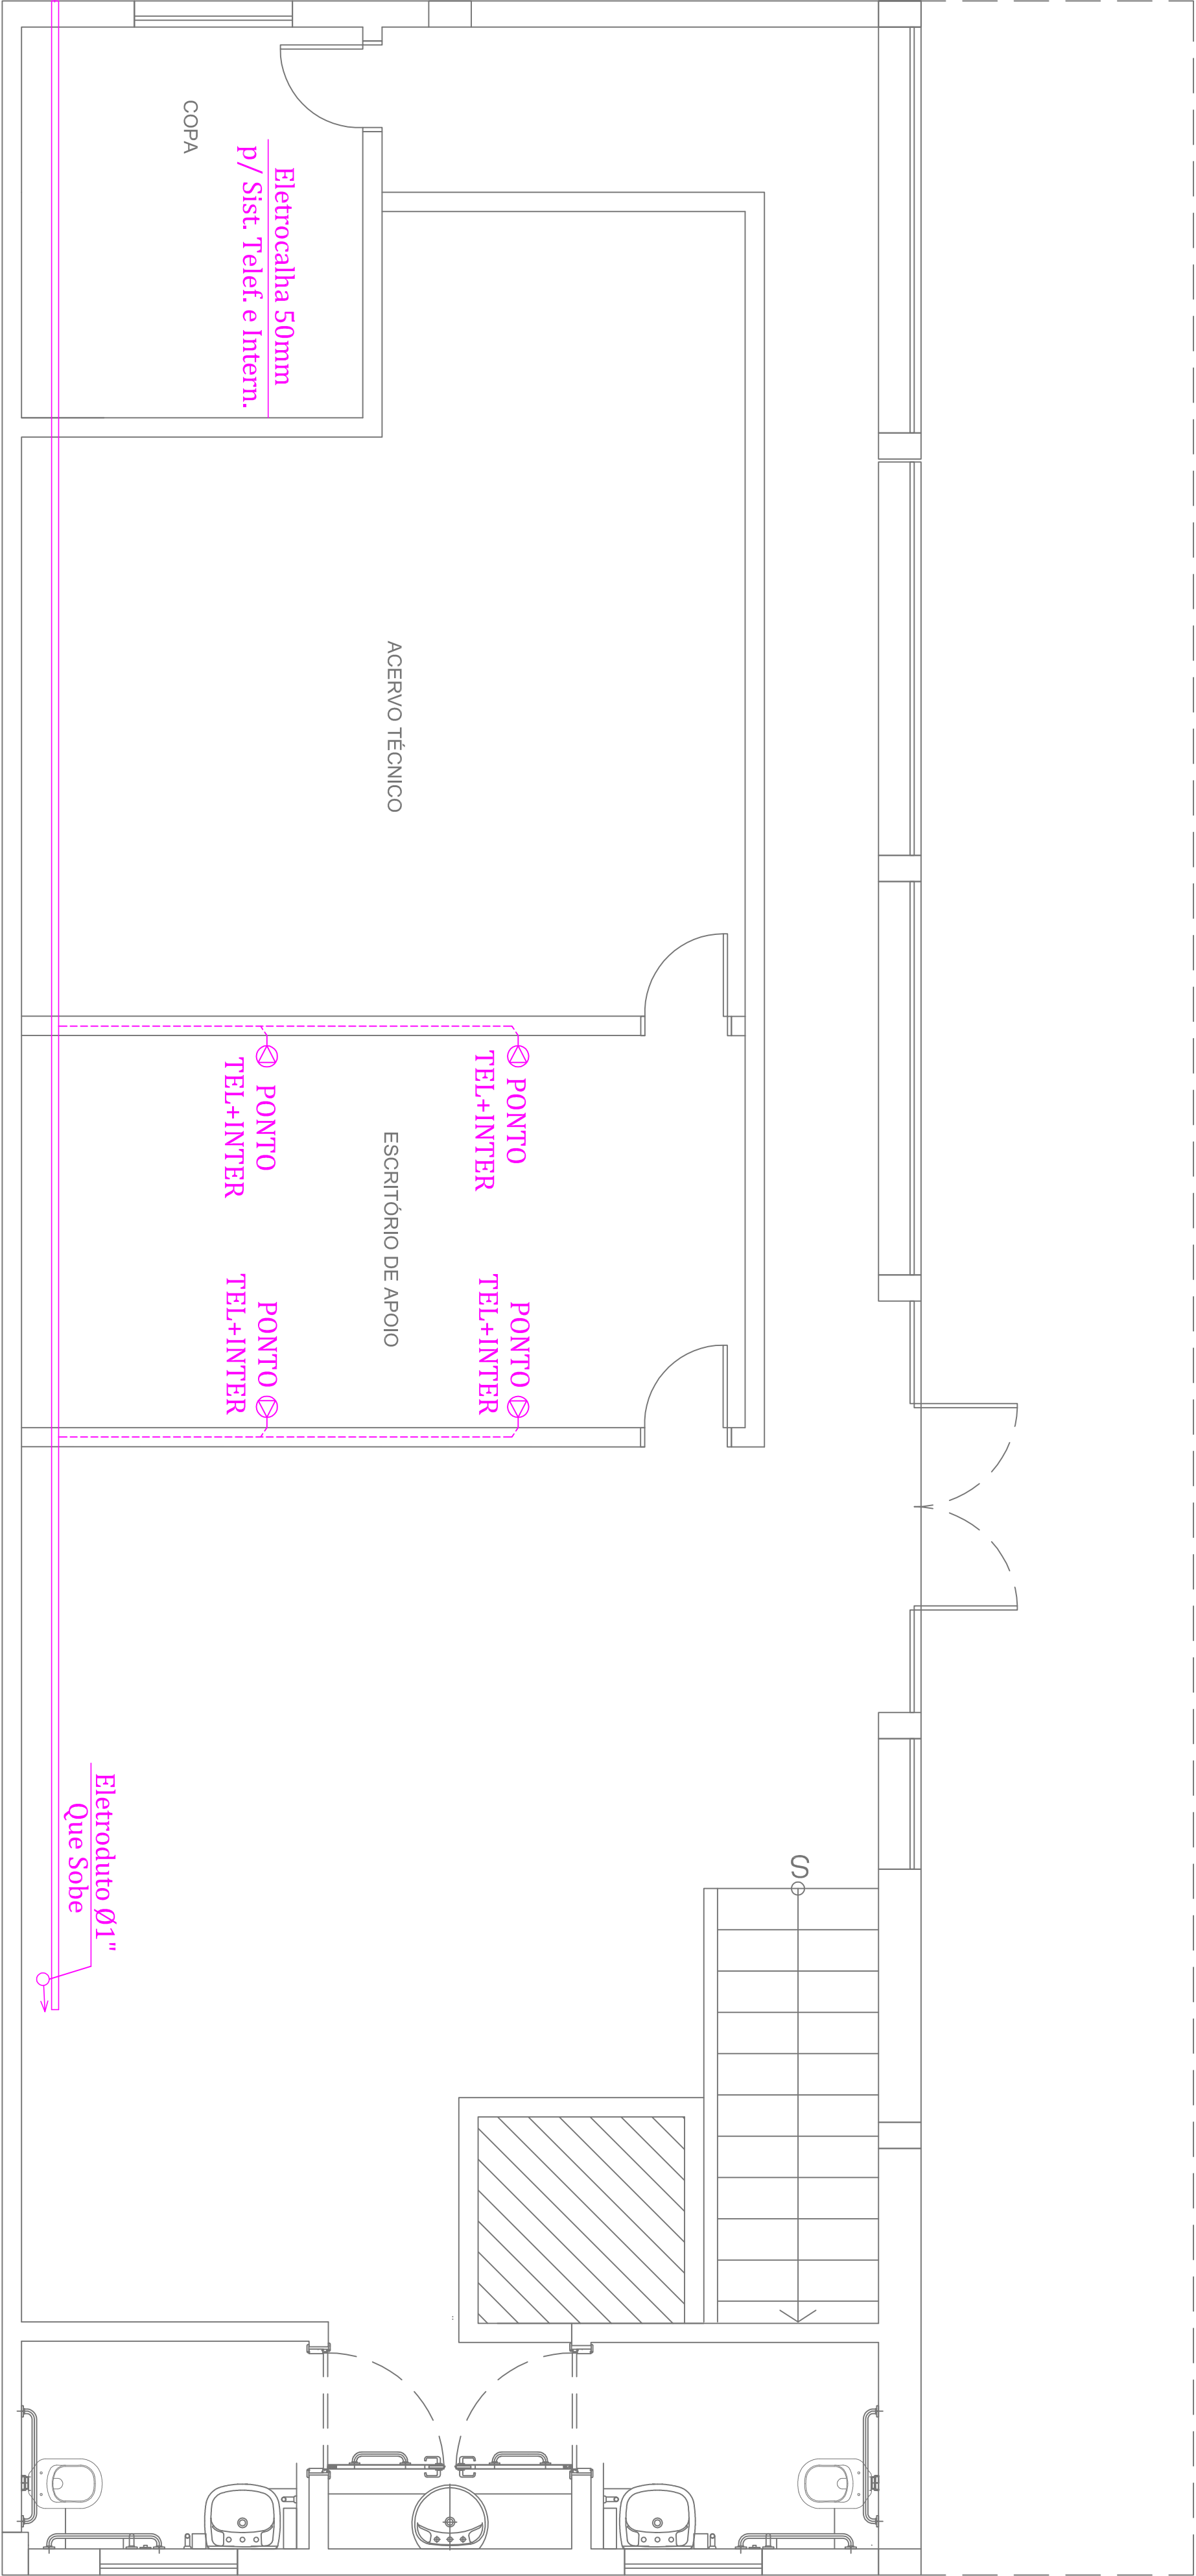 COPA
Eletrocalha 50mm
p/ Sist. Telef. e Intern.
ACERVO TÉCNICO
PONTO
TEL+INTER
PONTO
TEL+INTER
ESCRITÓRIO DE APOIO
PONTO
TEL+INTER
PONTO
TEL+INTER
Eletroduto Ø1"
Que Sobe
S